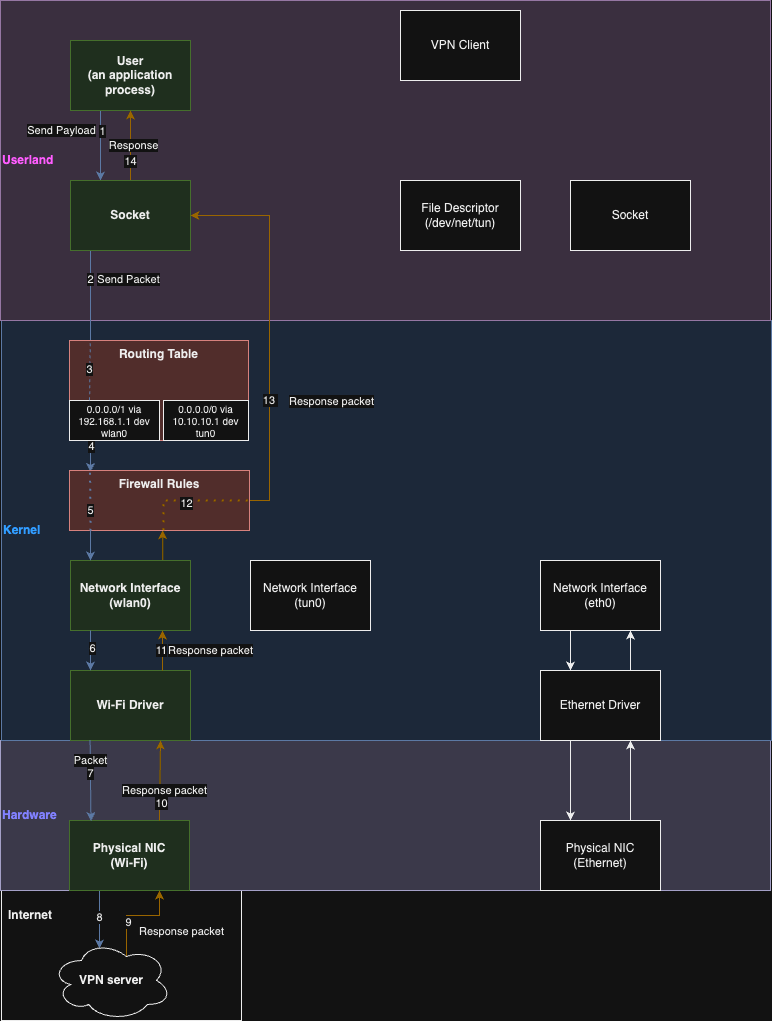 User
(an application
process)
VPN Client
Send Payload
1
Response
14
Userland
Socket
File Descriptor
(/dev/net/tun)
Socket
2
Send Packet
Routing Table
3
0.0.0.0/1 via
192.168.1.1 dev
wlan0
0.0.0.0/0 via
10.10.10.1 dev
tun0
13
Response packet
4
Firewall Rules
12
5
Kernel
Network Interface
(wlan0)
Network Interface
(tun0)
Network Interface
(eth0)
6
11
Response packet
Wi-Fi Driver
Ethernet Driver
Packet
7
Response packet
10
Hardware
Physical NIC
(Wi-Fi)
Physical NIC
(Ethernet)
Internet
8
9
Response packet
VPN server